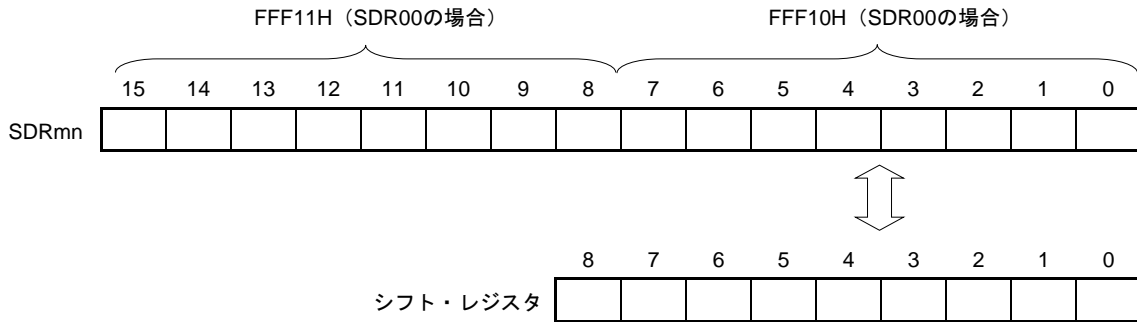 FFF11H（SDR00の場合） FFF10H（SDR00の場合）
15 14 13 12 11 10 9 8 7 6 5 4 3 2 1 0
SDRmn
8 7 6 5 4 3 2 1 0
シフト・レジスタ